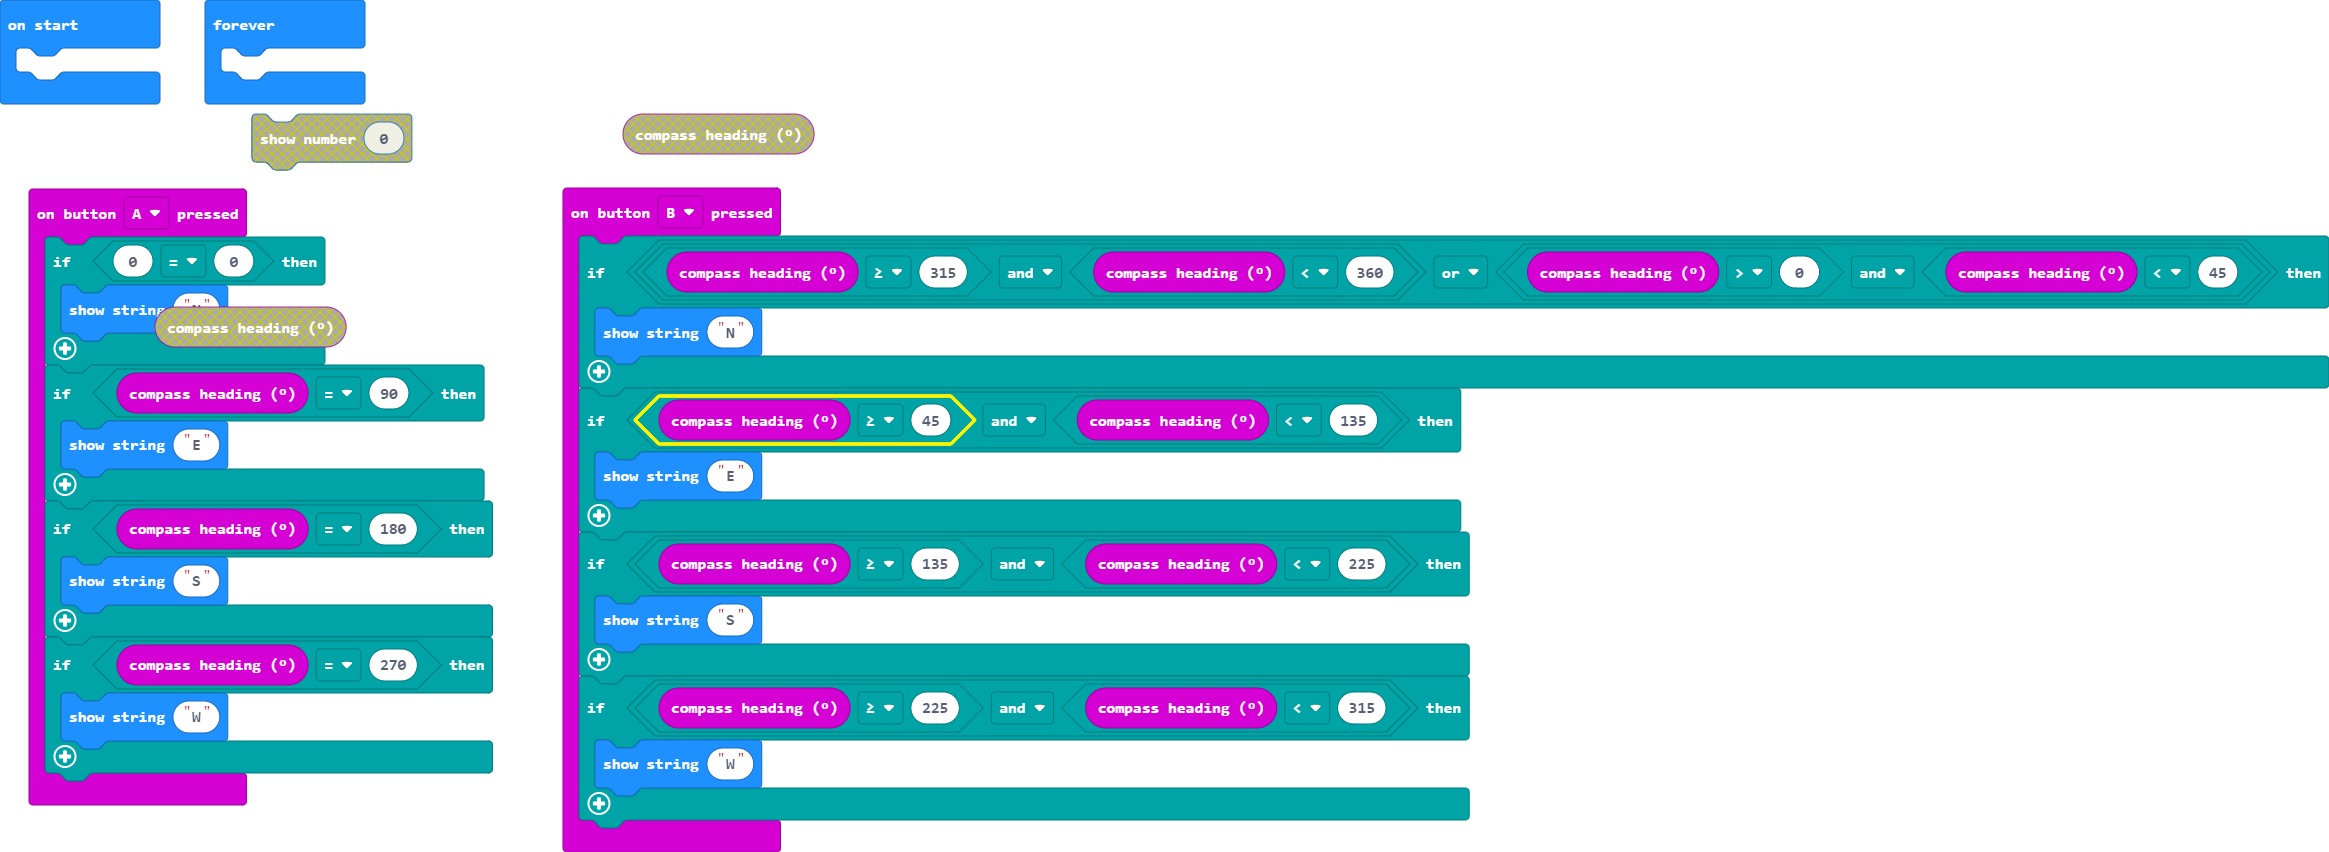 on start
forever
show number 0
compass heading (º)
on button A pressed
if 0 = 0 then
show string
compass heading (º)
if compass heading (º) = 90 then
show string "E"
if compass heading (º) = 180 then
show string "S"
if compass heading (º) = 270 then
show string "W"
on button B pressed
if compass heading (º) ≥ 315 and compass heading (º) < 360 or compass heading (º) > 0 and compass heading (º) < 45 then
show string "N"
if compass heading (º) ≥ 45 and compass heading (º) < 135 then
show string "E"
if compass heading (º) ≥ 135 and compass heading (º) < 225 then
show string "S"
if compass heading (º) ≥ 225 and compass heading (º) < 315 then
show string "W"